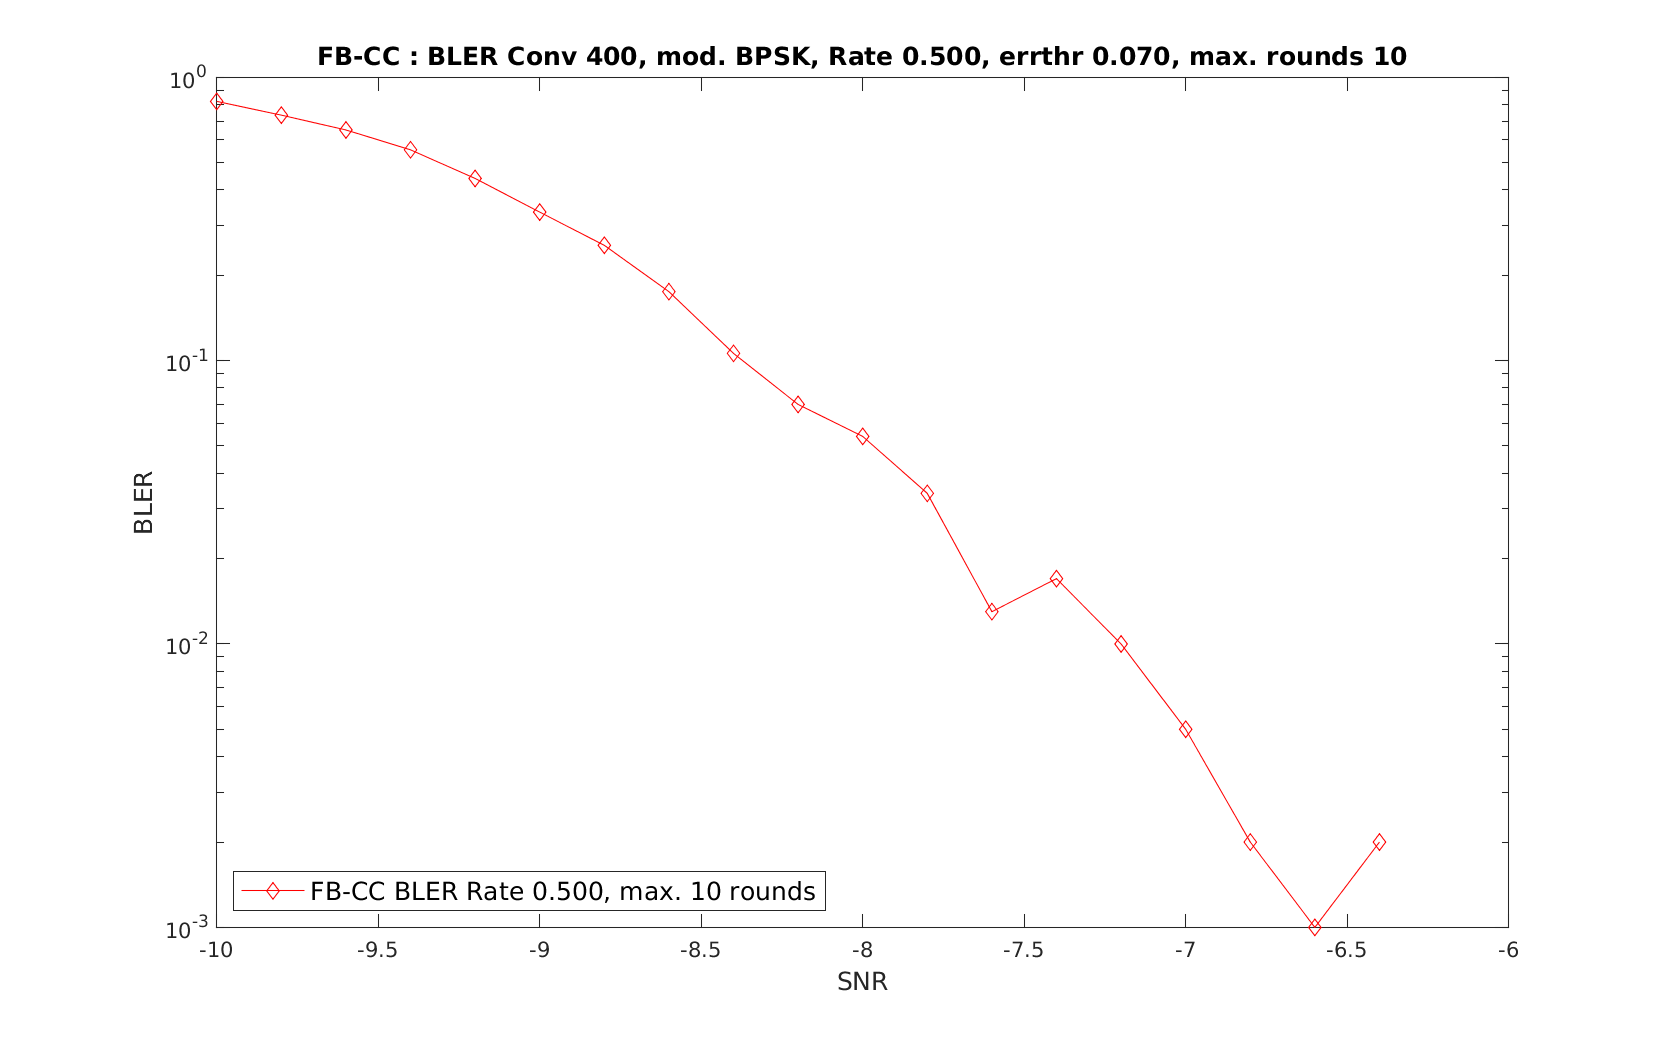 FB-CC : BLER Conv 400, mod. BPSK, Rate 0.500, errthr 0.070, max. rounds 10
10^0
10^-1
10^-2
10^-3
BLER
FB-CC BLER Rate 0.500, max. 10 rounds
-10 -9.5 -9 -8.5 -8 -7.5 -7 -6.5 -6
SNR